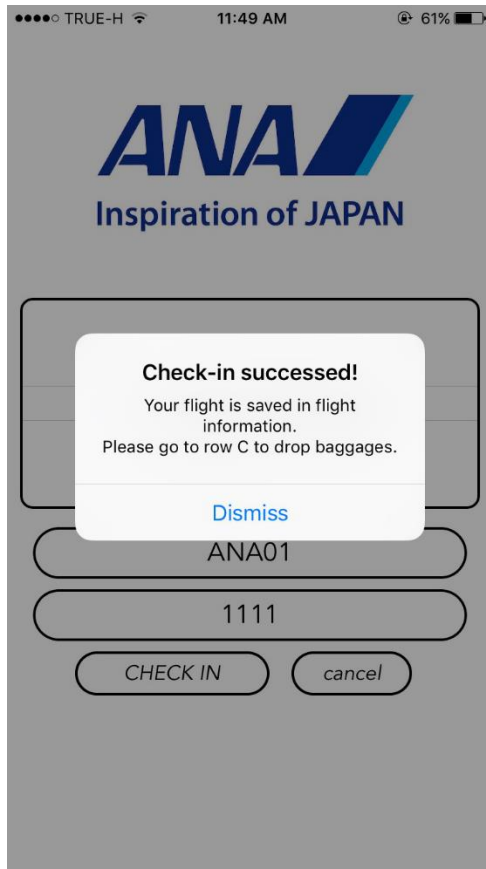 TRUE-H 11:49 AM 61%
ANA
Inspiration of JAPAN
Check-in successed!
Your flight is saved in flight
information.
Please go to row C to drop baggages.
Dismiss
ANA01
1111
CHECK IN cancel